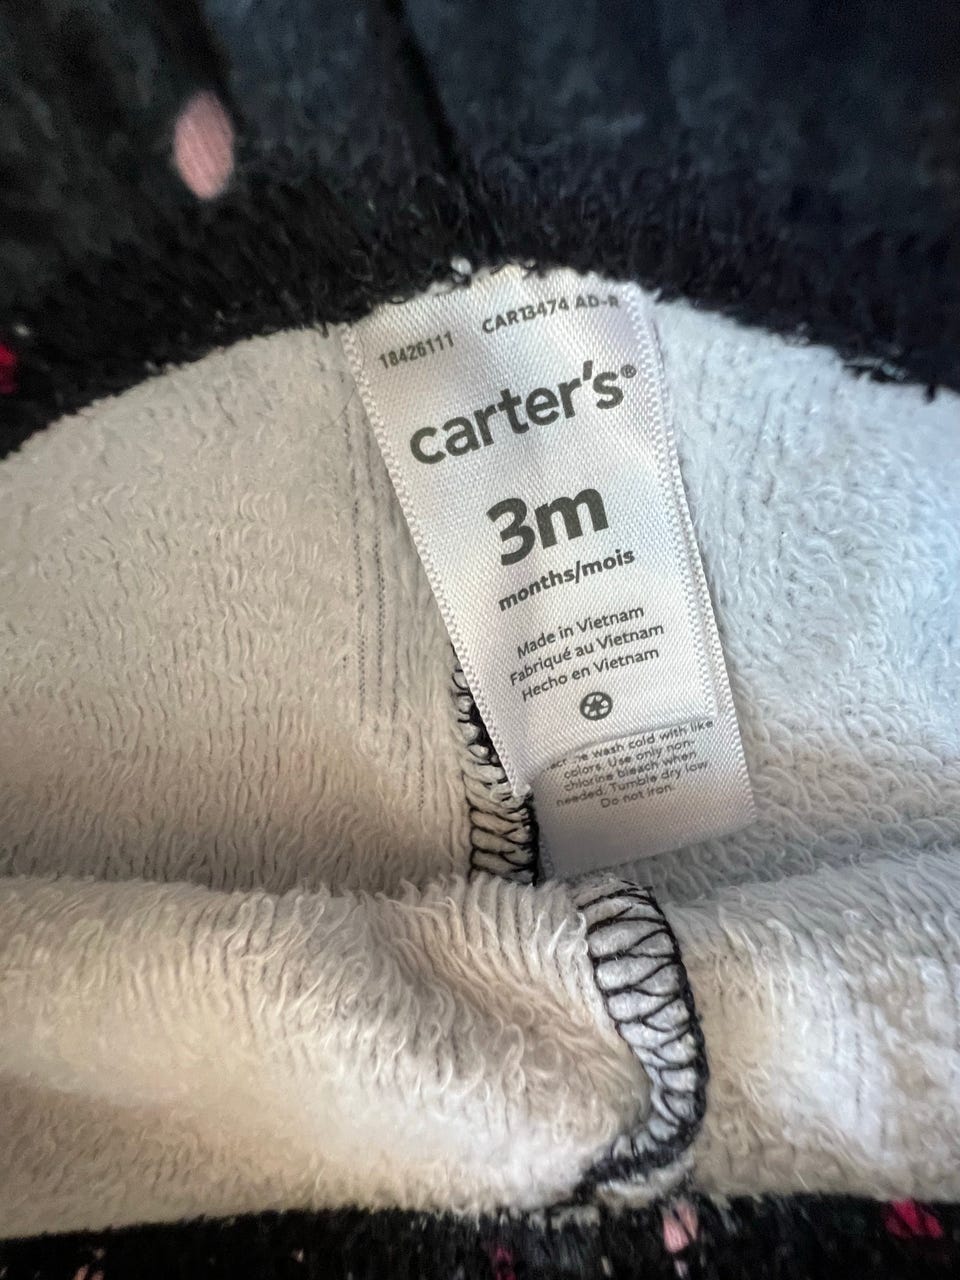 18426111 CAR13474 AD-R
carter's®
3m
months/mois
Made in Vietnam
Fabriqué au Vietnam
Hecho en Vietnam
wash cold with like
colors. Use only non
chlorine bleach when
needed. Tumble dry low
Do not iron.